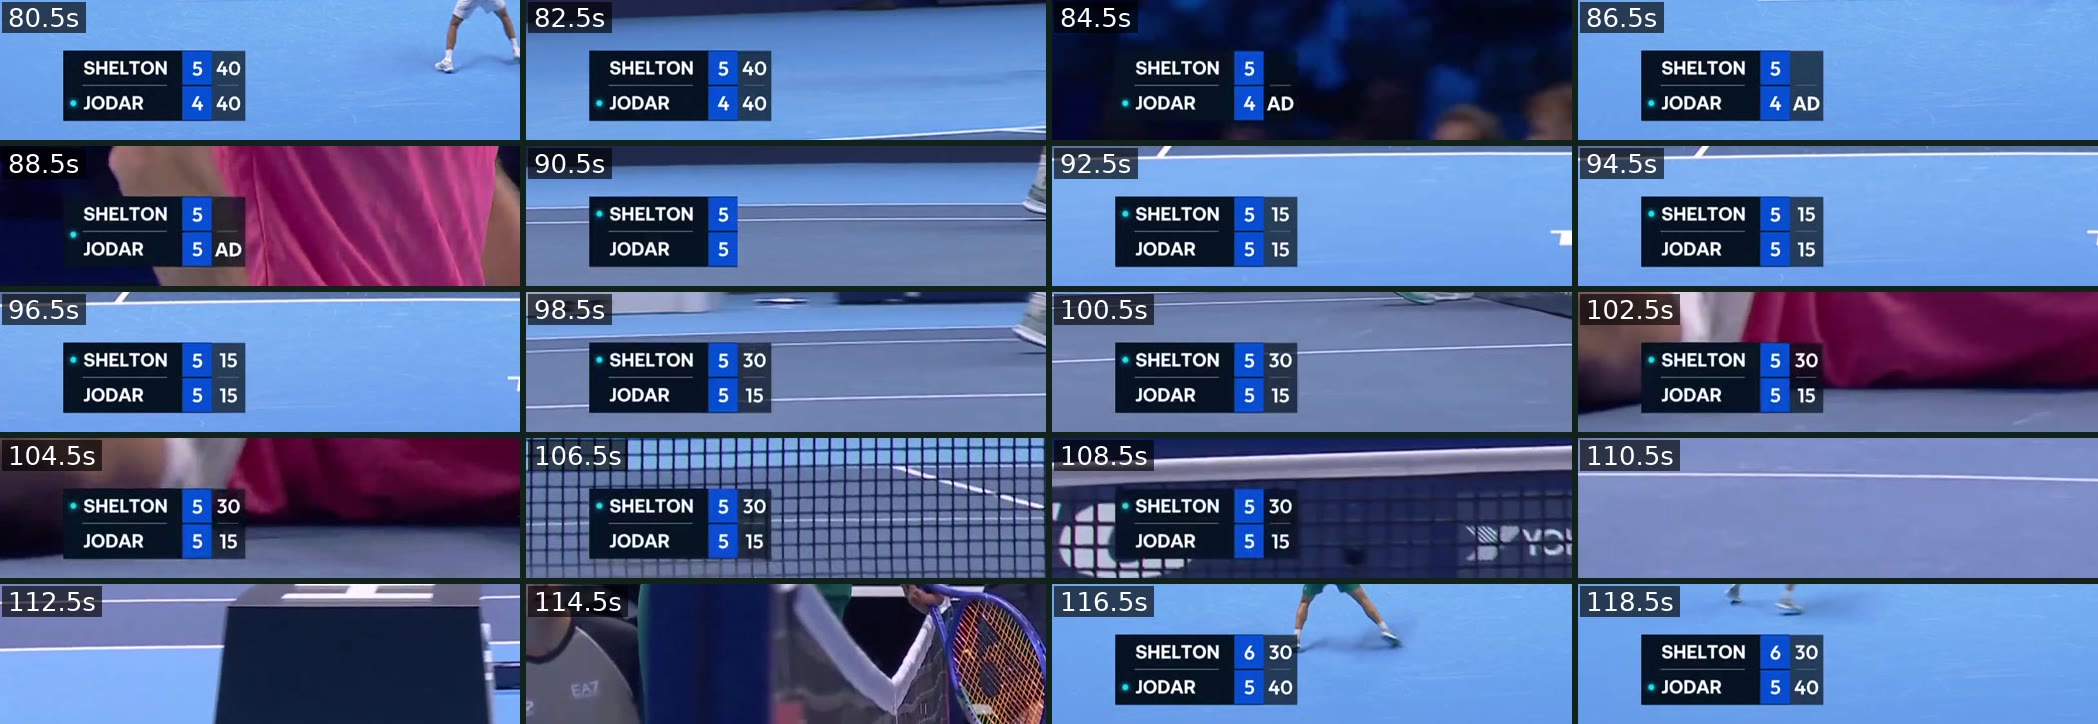 80.5s
SHELTON 5 40
JODAR 4 40
82.5s
SHELTON 5 40
JODAR 4 40
84.5s
SHELTON 5
JODAR 4 AD
86.5s
SHELTON 5
JODAR 4 AD
88.5s
SHELTON 5
JODAR 5 AD
90.5s
SHELTON 5
JODAR 5
92.5s
SHELTON 5 15
JODAR 5 15
94.5s
SHELTON 5 15
JODAR 5 15
96.5s
SHELTON 5 15
JODAR 5 15
98.5s
SHELTON 5 30
JODAR 5 15
100.5s
SHELTON 5 30
JODAR 5 15
102.5s
SHELTON 5 30
JODAR 5 15
104.5s
SHELTON 5 30
JODAR 5 15
106.5s
SHELTON 5 30
JODAR 5 15
108.5s
SHELTON 5 30
JODAR 5 15
110.5s
112.5s
114.5s
EA7
116.5s
SHELTON 6 30
JODAR 5 40
118.5s
SHELTON 6 30
JODAR 5 40